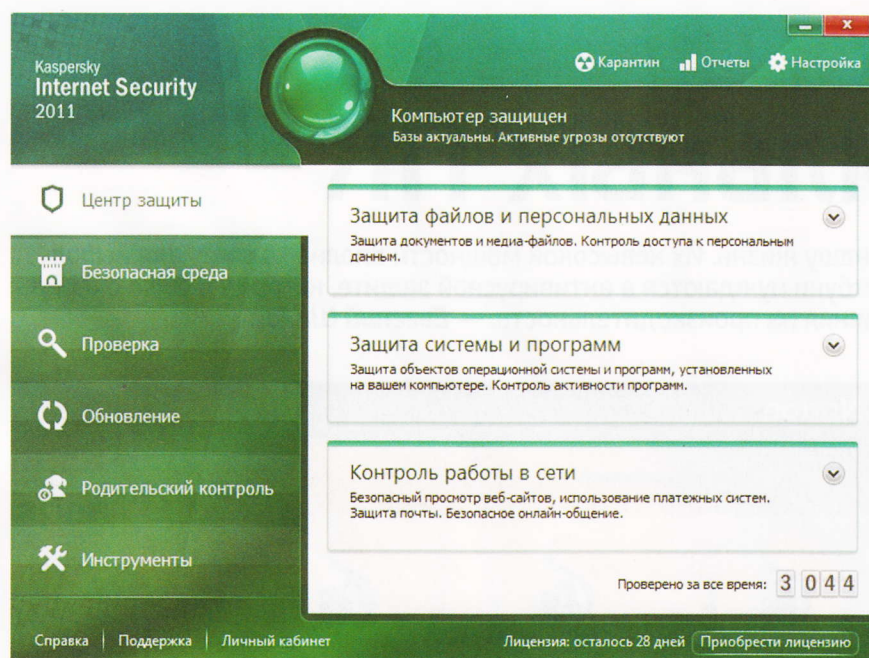 Kaspersky
Internet Security
2011
Карантин
Отчеты
Настройка
Компьютер защищен
Базы актуальны. Активные угрозы отсутствуют
Центр защиты
Безопасная среда
Проверка
Обновление
Родительский контроль
Инструменты
Защита файлов и персональных данных
Защита документов и медиа-файлов. Контроль доступа к персональным
данным.
Защита системы и программ
Защита объектов операционной системы и программ, установленных
на вашем компьютере. Контроль активности программ.
Контроль работы в сети
Безопасный просмотр веб-сайтов, использование платежных систем.
Защита почты. Безопасное онлайн-общение.
Проверено за все время: 3 044
Справка | Поддержка | Личный кабинет
Лицензия: осталось 28 дней Приобрести лицензию